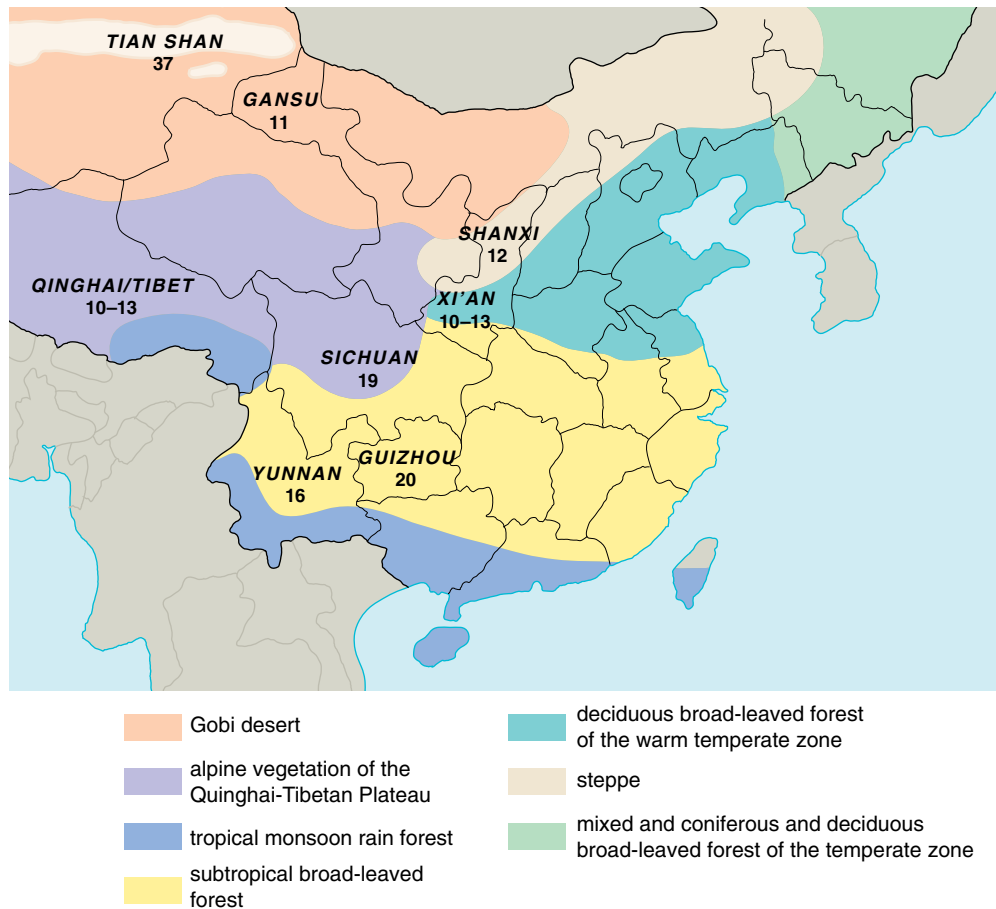 TIAN SHAN
37
GANSU
11
SHANXI
12
QINGHAI/TIBET
10–13
XI'AN
10–13
SICHUAN
19
GUIZHOU
20
YUNNAN
16
Gobi desert
alpine vegetation of the
Quinghai-Tibetan Plateau
tropical monsoon rain forest
subtropical broad-leaved
forest
deciduous broad-leaved forest
of the warm temperate zone
steppe
mixed and coniferous and deciduous
broad-leaved forest of the temperate zone